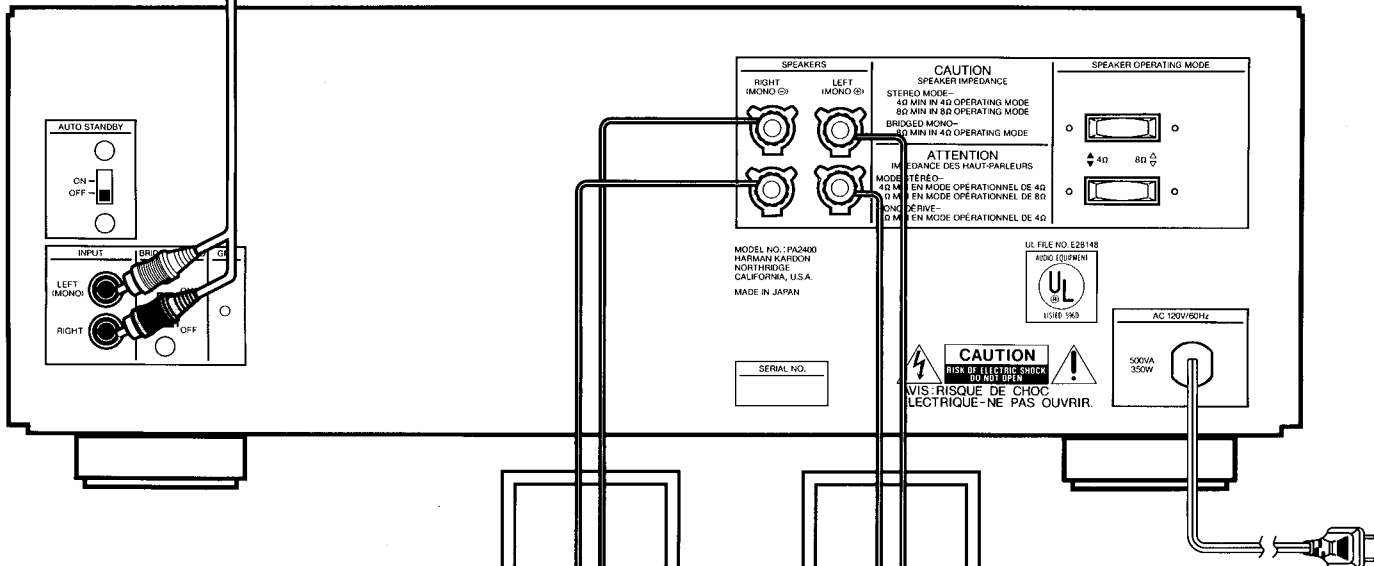 AUTO STANDBY
ON
OFF
INPUT
LEFT
(MONO)
RIGHT
ON
OFF
SPEAKERS
RIGHT
(MONO ⊖)
LEFT
(MONO ⊕)
CAUTION
SPEAKER IMPEDANCE
STEREO MODE–
4Ω MIN IN 4Ω OPERATING MODE
8Ω MIN IN 8Ω OPERATING MODE
BRIDGED MONO–
8Ω MIN IN 4Ω OPERATING MODE
ATTENTION
IMPEDANCE DES HAUT-PARLEURS
MODE STÉRÉO–
4Ω MIN EN MODE OPÉRATIONNEL DE 4Ω
Ω MIN EN MODE OPÉRATIONNEL DE 8Ω
DÉRIVE–
Ω MIN EN MODE OPÉRATIONNEL DE 4Ω
SPEAKER OPERATING MODE
▲▼ 4Ω 8Ω △▽
MODEL NO. : PA2400
HARMAN KARDON
NORTHRIDGE
CALIFORNIA, U.S.A.
MADE IN JAPAN
SERIAL NO.
UL FILE NO. E28148
AUDIO EQUIPMENT
UL ®
LISTED 596D
CAUTION
RISK OF ELECTRIC SHOCK
DO NOT OPEN
AVIS : RISQUE DE CHOC
ELECTRIQUE-NE PAS OUVRIR.
AC 120V/60Hz
500VA
350W